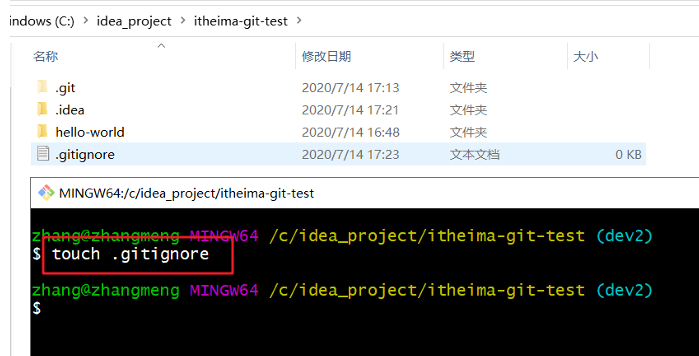 indows (C:) > idea_project > itheima-git-test >
名称 修改日期 类型 大小
.git 2020/7/14 17:13 文件夹
.idea 2020/7/14 17:21 文件夹
hello-world 2020/7/14 16:48 文件夹
.gitignore 2020/7/14 17:23 文本文档 0 KB
MINGW64:/c/idea_project/itheima-git-test
zhang@zhangmeng MINGW64 /c/idea_project/itheima-git-test (dev2)
$ touch .gitignore
zhang@zhangmeng MINGW64 /c/idea_project/itheima-git-test (dev2)
$